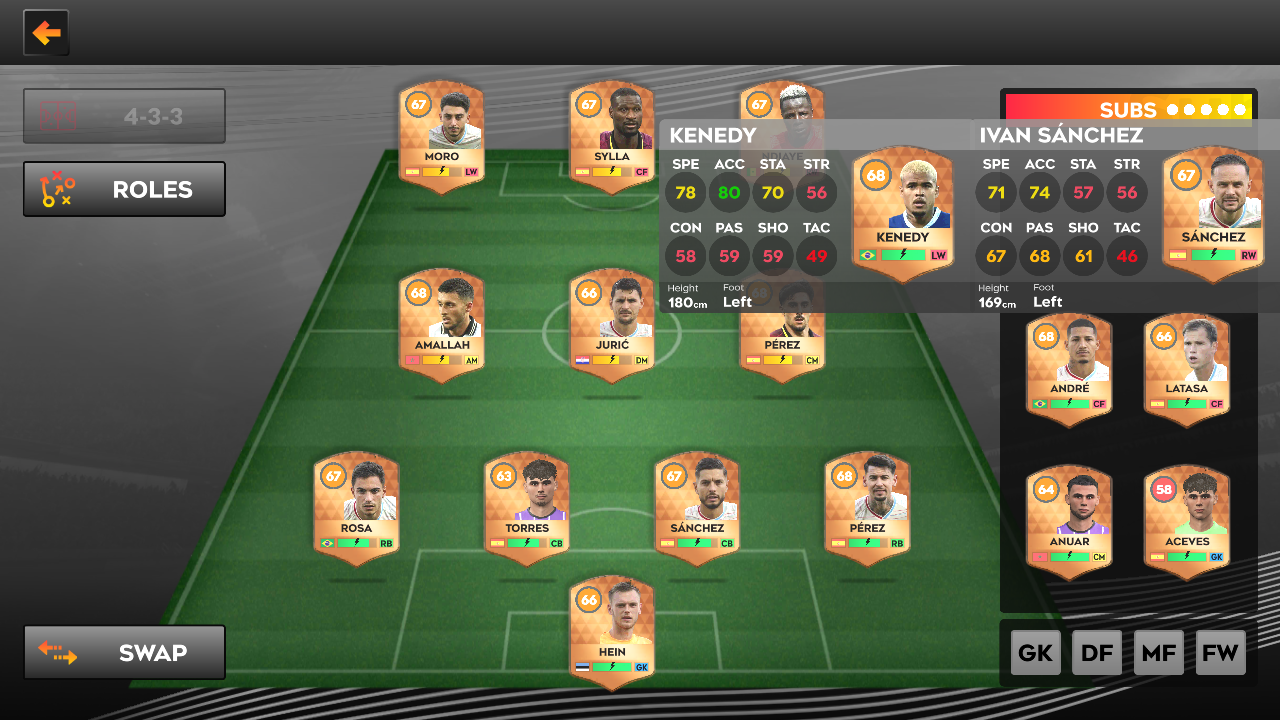 4-3-3
ROLES
67
MORO
LW
67
SYLLA
CF
67
NDIAYE
SUBS
KENEDY
SPE ACC STA STR
78 80 70 56
CON PAS SHO TAC
58 59 59 49
Height Foot
180cm Left
68
KENEDY
LW
IVAN SÁNCHEZ
SPE ACC STA STR
71 74 57 56
CON PAS SHO TAC
67 68 61 46
Height Foot
169cm Left
67
SÁNCHEZ
RW
68
AMALLAH
AM
66
JURIĆ
DM
68
PÉREZ
CM
68
ANDRÉ
CF
66
LATASA
CF
67
ROSA
RB
63
TORRES
CB
67
SÁNCHEZ
CB
68
PÉREZ
RB
64
ANUAR
CM
58
ACEVES
GK
66
HEIN
GK
SWAP
GK DF MF FW